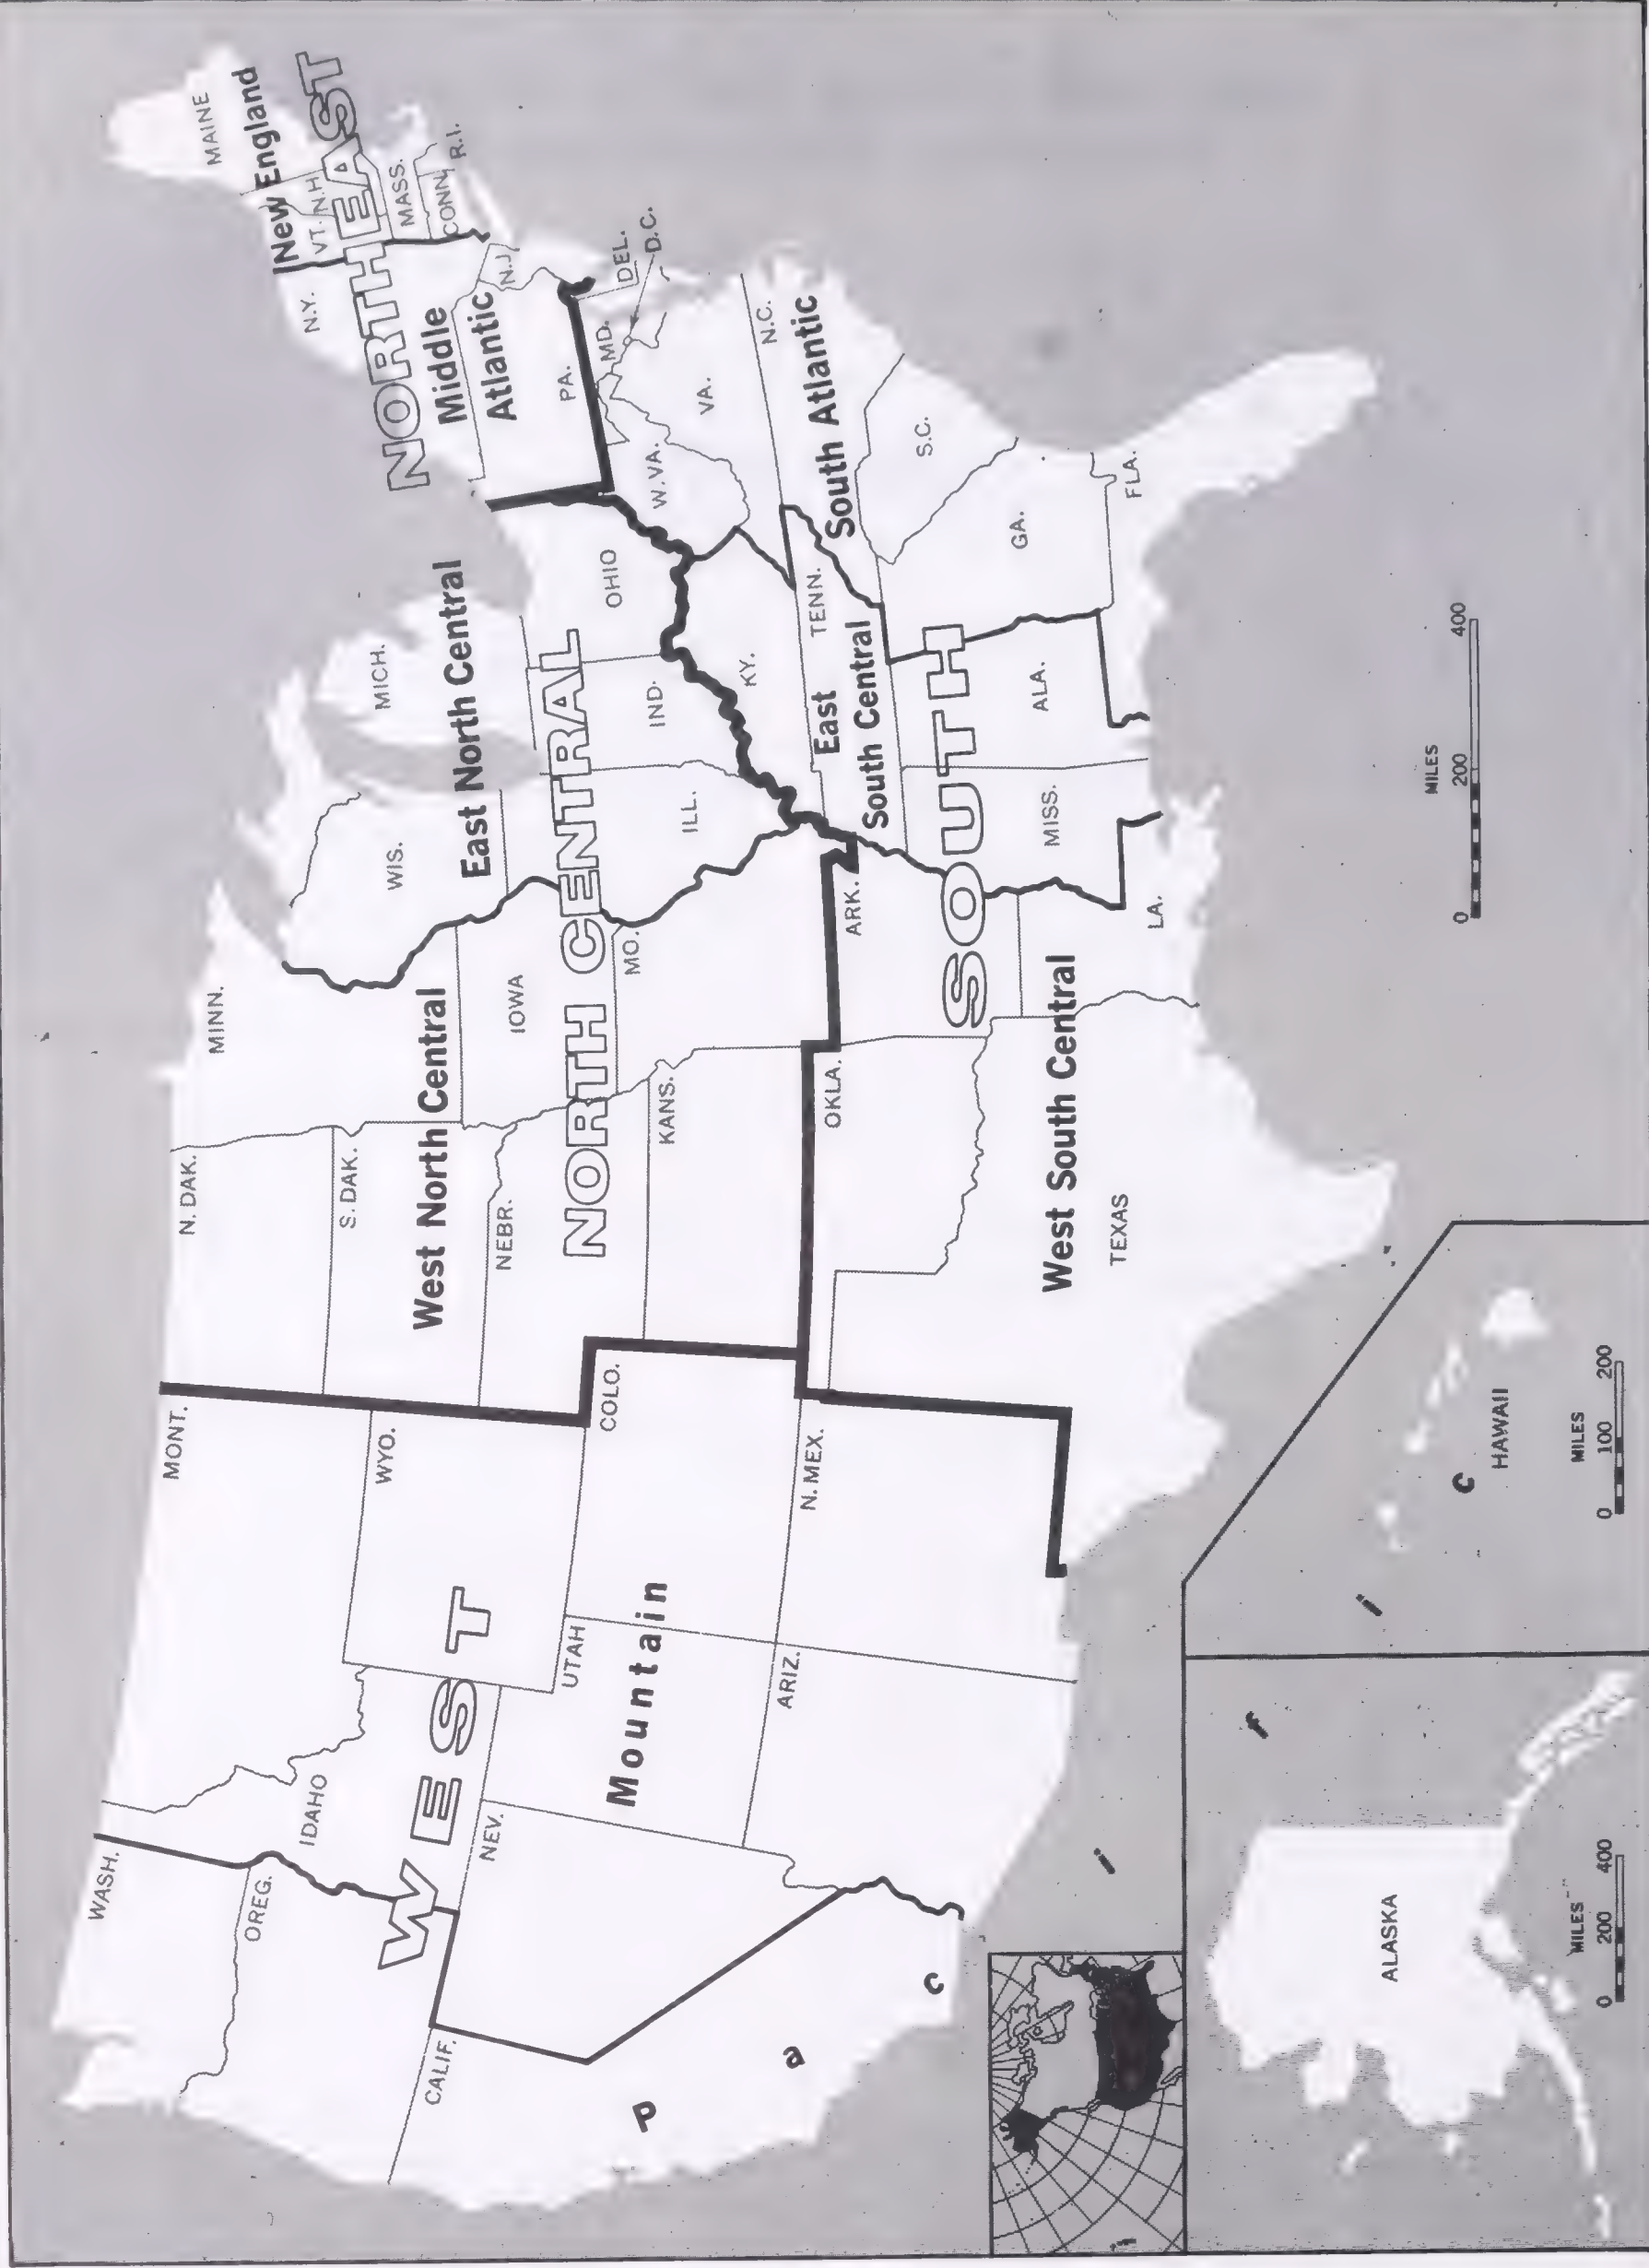 WASH.
OREG.
CALIF.
IDAHO
NEV.
MONT.
WYO.
UTAH
COLO.
ARIZ.
N. MEX.
WEST
Mountain
Pacific
N. DAK.
S. DAK.
NEBR.
KANS.
MINN.
IOWA
MO.
West North Central
NORTH CENTRAL
East North Central
WIS.
MICH.
ILL.
IND.
OHIO
NORTHEAST
New England
MAINE
VT.
N.H
MASS.
CONN.
R.I.
Middle
Atlantic
N.Y.
N.J
PA.
DEL.
MD.
D.C.
W.VA.
VA.
N.C.
S.C.
GA.
FLA.
South Atlantic
SOUTH
East
South Central
KY.
TENN.
ALA.
MISS.
West South Central
ARK.
LA.
OKLA.
TEXAS
ALASKA
MILES
0 200 400
HAWAII
MILES
0 100 200
MILES
0 200 400